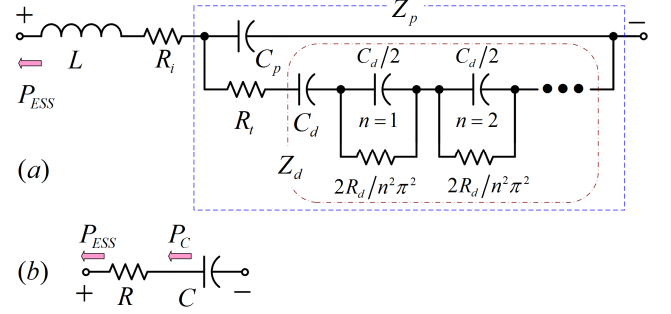 (a)
+
Z_p
−
L
R_i
C_p
P_ESS
R_t
C_d
C_d/2
n=1
C_d/2
n=2
•••
Z_d
2R_d/n²π²
2R_d/n²π²
(b)
P_ESS
P_C
+
R
C
−